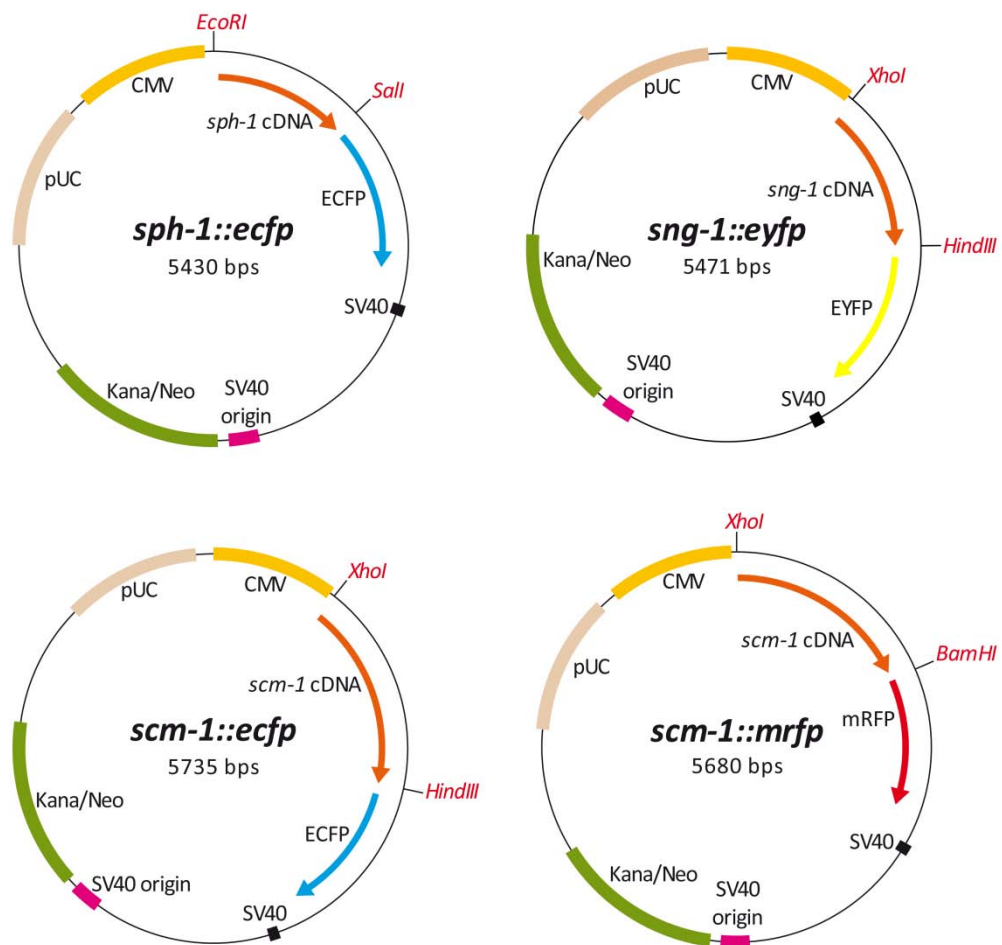 EcoRI
CMV
SalI
sph-1 cDNA
pUC
ECFP
sph-1::ecfp
5430 bps
SV40
Kana/Neo
SV40
origin
pUC
CMV
XhoI
sng-1 cDNA
Kana/Neo
sng-1::eyfp
5471 bps
HindIII
EYFP
SV40
origin
SV40
pUC
CMV
XhoI
scm-1 cDNA
scm-1::ecfp
5735 bps
HindIII
Kana/Neo
ECFP
SV40 origin
SV40
XhoI
CMV
scm-1 cDNA
BamHI
pUC
mRFP
scm-1::mrfp
5680 bps
SV40
Kana/Neo
SV40
origin